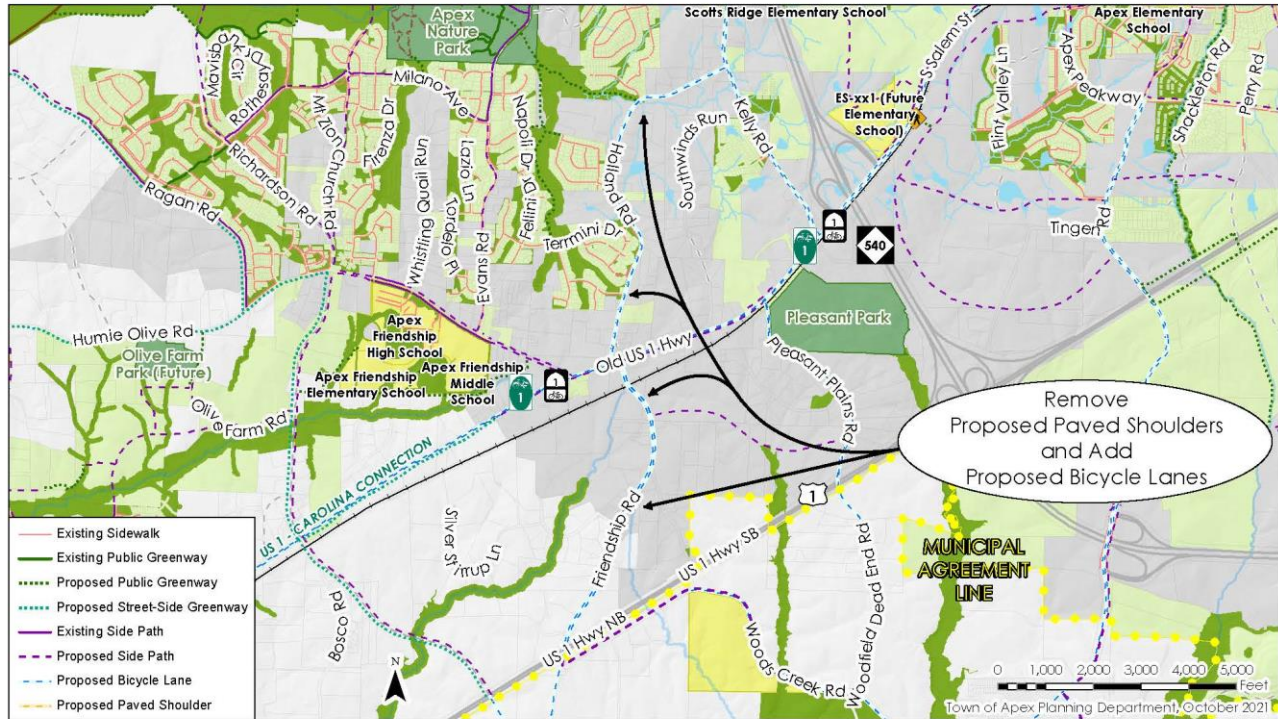 Apex
Nature
Park
Scotts Ridge Elementary School
S Salem St
Apex Elementary
School
Apex Peakway
Flint Valley Ln
Shackleton Rd
Perry Rd
ES-xx1 (Future
Elementary
School)
Kelly Rd
Southwinds Run
Holland Rd
Milano Ave
Rothesay Dr
Mt Zion Church Rd
Firenza Dr
Napoli Dr
Fellini Dr
Lazio Ln
Whistling Quail Run
Evans Rd
Richardson Rd
Ragan Rd
Termini Dr
Tingen Rd
1
1
540
Pleasant Park
Pleasant Plains Rd
Old US 1 Hwy
Humie Olive Rd
Olive Farm
Park (Future)
Apex
Friendship
High School
Apex Friendship
Elementary School
Apex Friendship
Middle
School
1
1
Olive Farm Rd
Remove
Proposed Paved Shoulders
and Add
Proposed Bicycle Lanes
US 1 - CAROLINA CONNECTION
Silver Stirrup Ln
Friendship Rd
1
US 1 Hwy SB
US 1 Hwy NB
Woodfield Dead End Rd
Woods Creek Rd
MUNICIPAL
AGREEMENT
LINE
Bosco Rd
Existing Sidewalk
Existing Public Greenway
Proposed Public Greenway
Proposed Street-Side Greenway
Existing Side Path
Proposed Side Path
Proposed Bicycle Lane
Proposed Paved Shoulder
N
0 1,000 2,000 3,000 4,000 5,000
Feet
Town of Apex Planning Department, October 2021